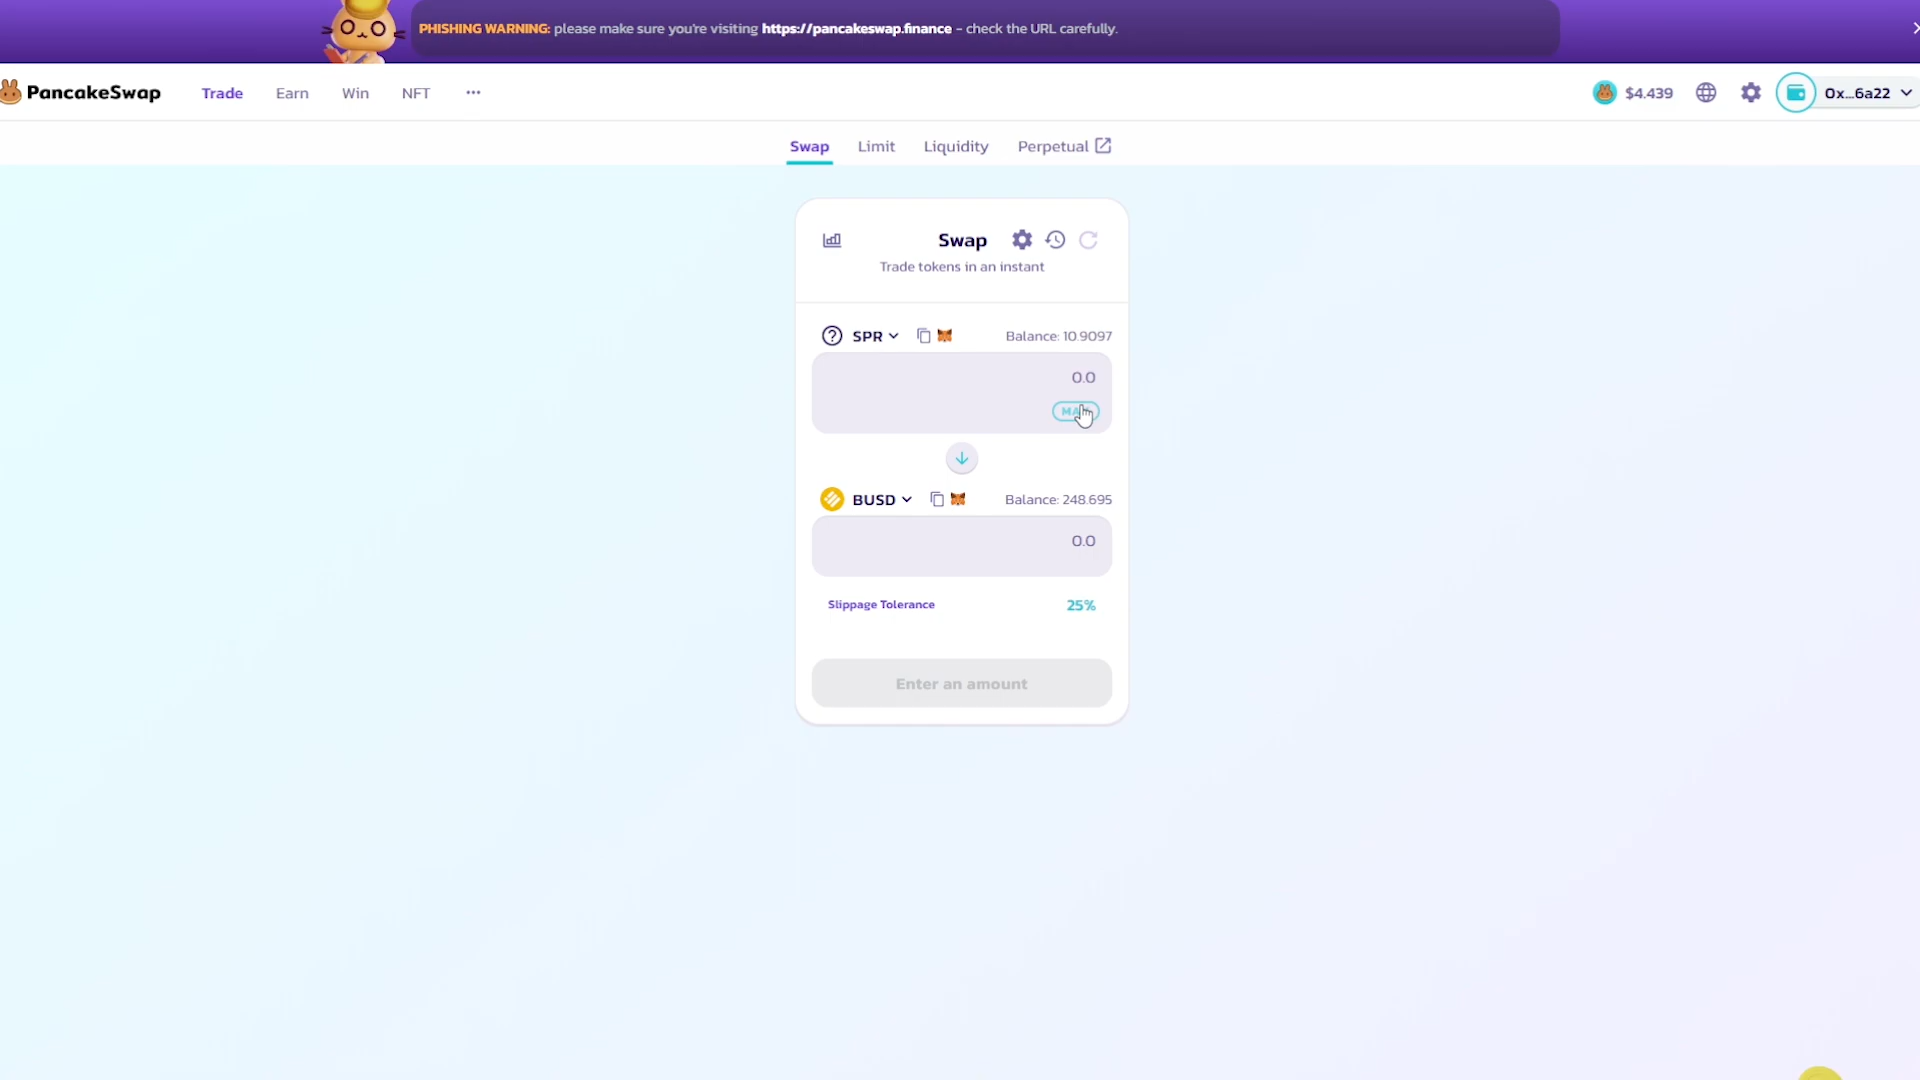 PHISHING WARNING: please make sure you're visiting https://pancakeswap.finance - check the URL carefully.
PancakeSwap Trade Earn Win NFT ••• $4.439 0x...6a22
Swap Limit Liquidity Perpetual
Swap
Trade tokens in an instant
SPR Balance: 10.9097
0.0
BUSD Balance: 248.695
0.0
Slippage Tolerance 25%
Enter an amount